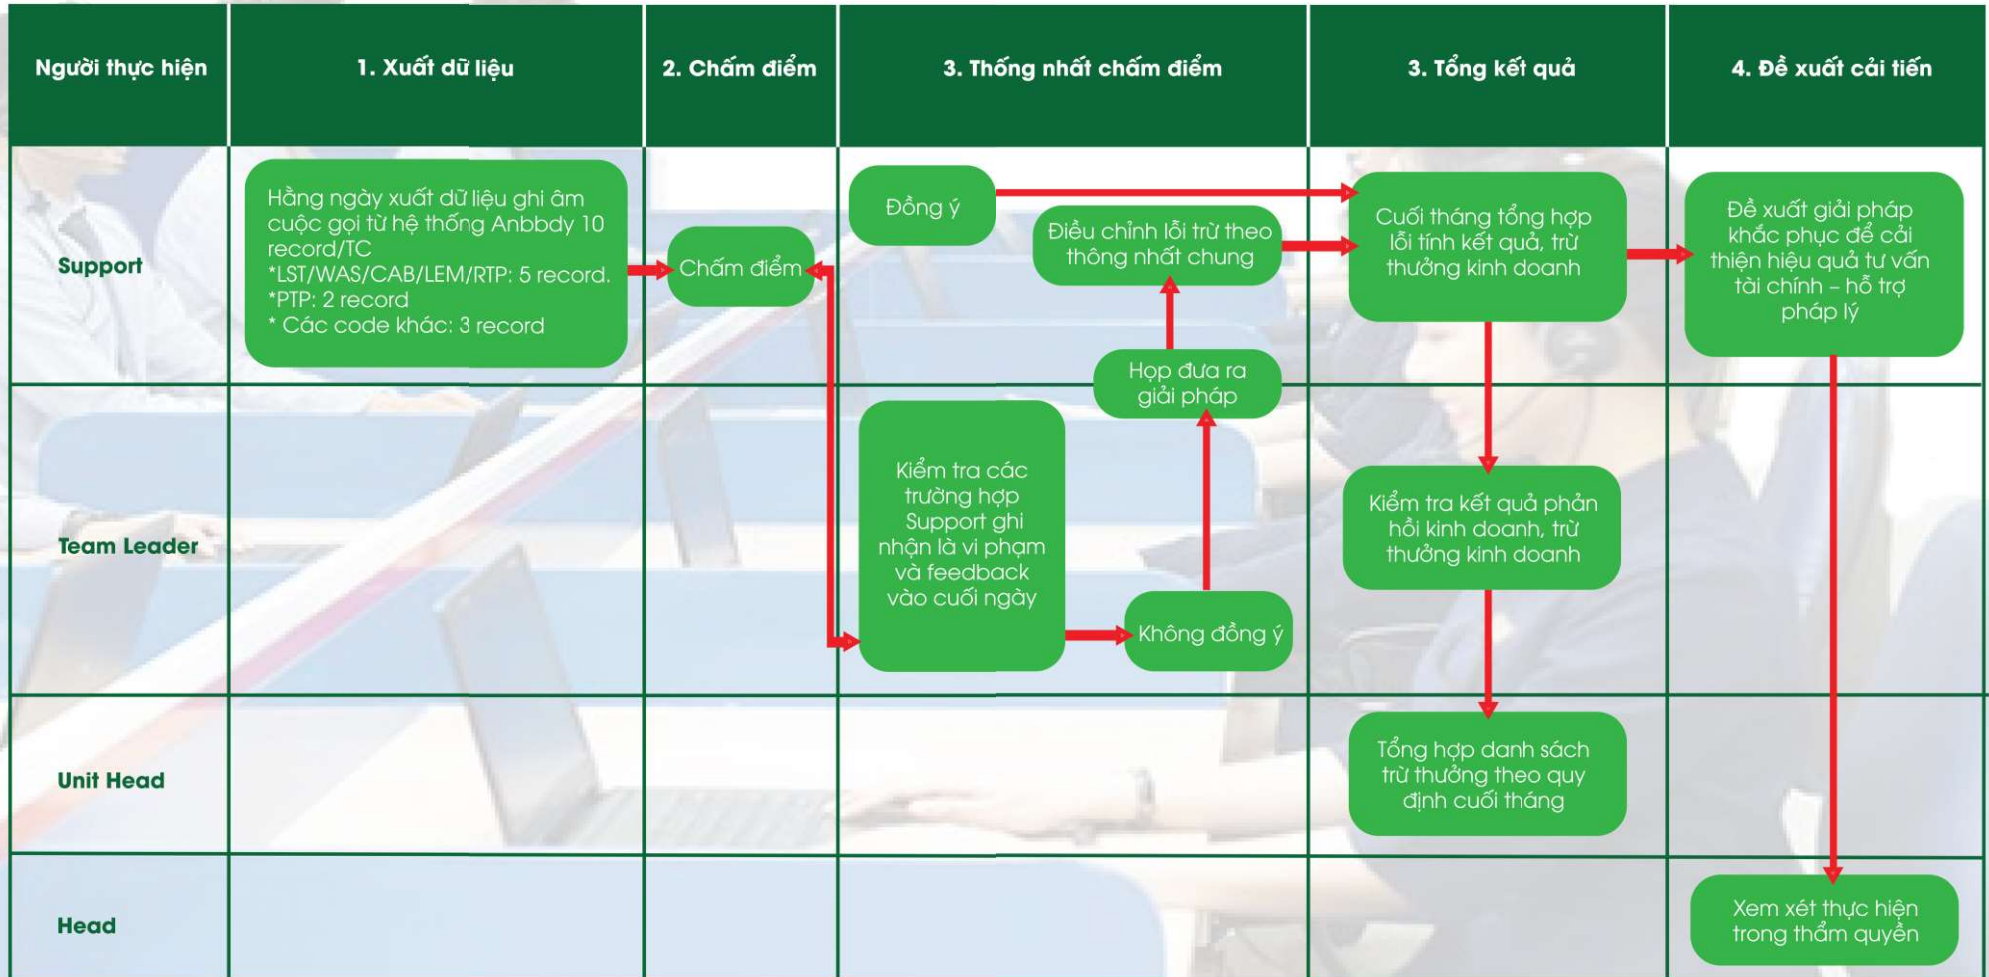 Người thực hiện
1. Xuất dữ liệu
2. Chấm điểm
3. Thống nhất chấm điểm
3. Tổng kết quả
4. Đề xuất cải tiến
Support
Hằng ngày xuất dữ liệu ghi âm
cuộc gọi từ hệ thống Anbbdy 10
record/TC
*LST/WAS/CAB/LEM/RTP: 5 record.
*PTP: 2 record
* Các code khác: 3 record
Chấm điểm
Đồng ý
Điều chỉnh lỗi trừ theo
thông nhất chung
Họp đưa ra
giải pháp
Cuối tháng tổng hợp
lỗi tính kết quả, trừ
thưởng kinh doanh
Đề xuất giải pháp
khắc phục để cải
thiện hiệu quả tư vấn
tài chính – hỗ trợ
pháp lý
Team Leader
Kiểm tra các
trường hợp
Support ghi
nhận là vi phạm
và feedback
vào cuối ngày
Không đồng ý
Kiểm tra kết quả phản
hồi kinh doanh, trừ
thưởng kinh doanh
Unit Head
Tổng hợp danh sách
trừ thưởng theo quy
định cuối tháng
Head
Xem xét thực hiện
trong thẩm quyền